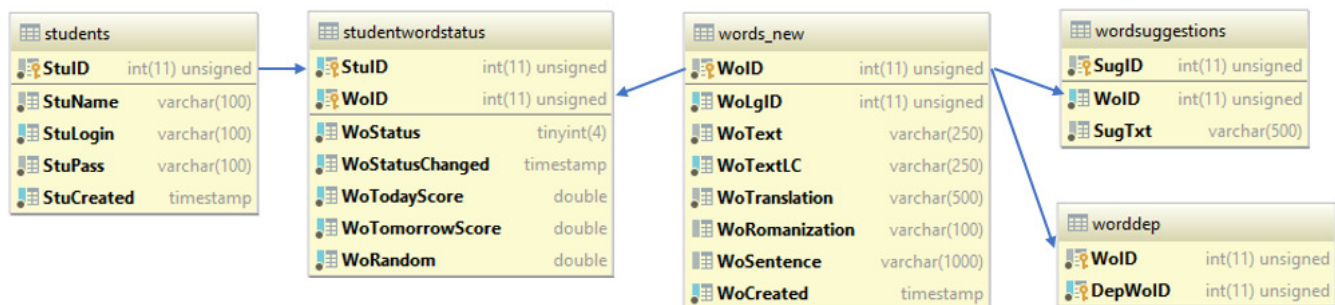 students
StuID int(11) unsigned
StuName varchar(100)
StuLogin varchar(100)
StuPass varchar(100)
StuCreated timestamp
studentwordstatus
StuID int(11) unsigned
WoID int(11) unsigned
WoStatus tinyint(4)
WoStatusChanged timestamp
WoTodayScore double
WoTomorrowScore double
WoRandom double
words_new
WoID int(11) unsigned
WoLgID int(11) unsigned
WoText varchar(250)
WoTextLC varchar(250)
WoTranslation varchar(500)
WoRomanization varchar(100)
WoSentence varchar(1000)
WoCreated timestamp
wordsuggestions
SugID int(11) unsigned
WoID int(11) unsigned
SugTxt varchar(500)
worddep
WoID int(11) unsigned
DepWoID int(11) unsigned